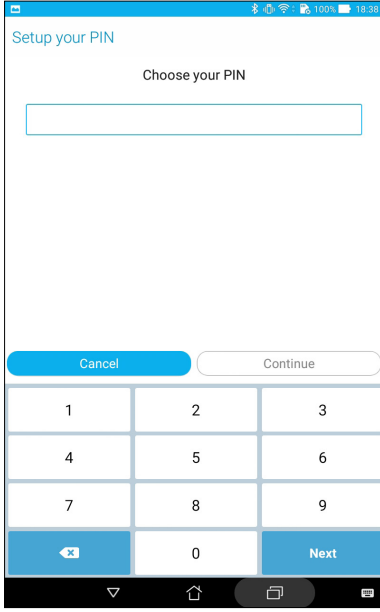 100% 18:38
Setup your PIN
Choose your PIN
Cancel Continue
1 2 3
4 5 6
7 8 9
0 Next